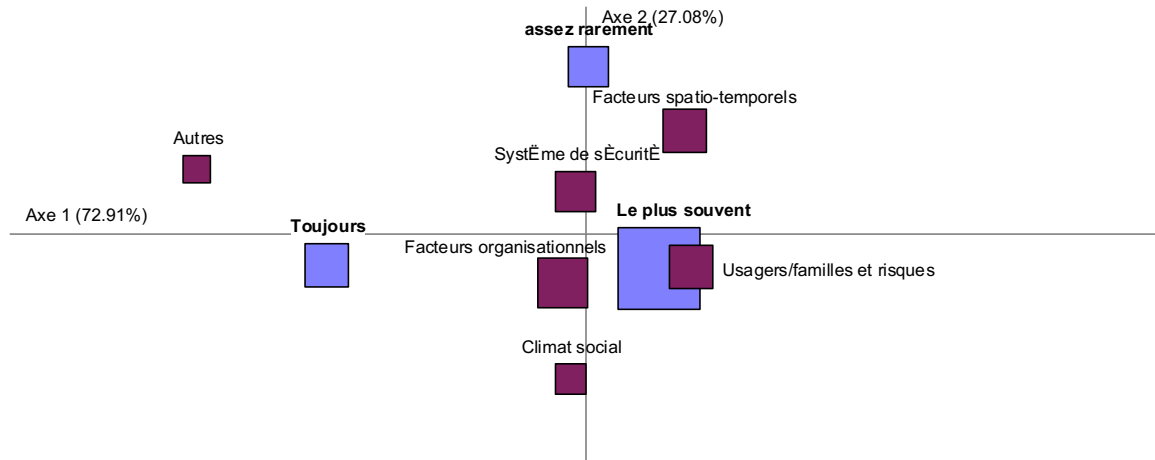 Axe 2 (27.08%)
assez rarement
Facteurs spatio-temporels
Autres
SystËme de sÈcuritÈ
Axe 1 (72.91%)
Le plus souvent
Toujours
Facteurs organisationnels
Usagers/familles et risques
Climat social